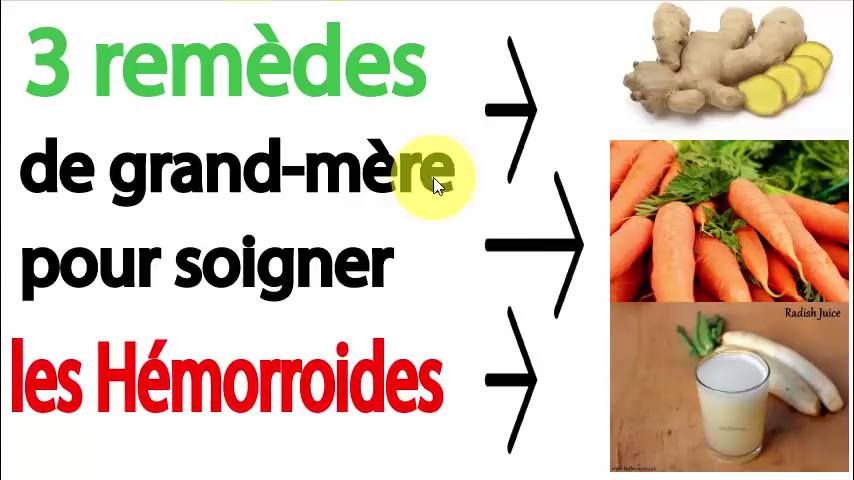 3 remèdes
de grand-mère
pour soigner
les Hémorroides
Radish Juice